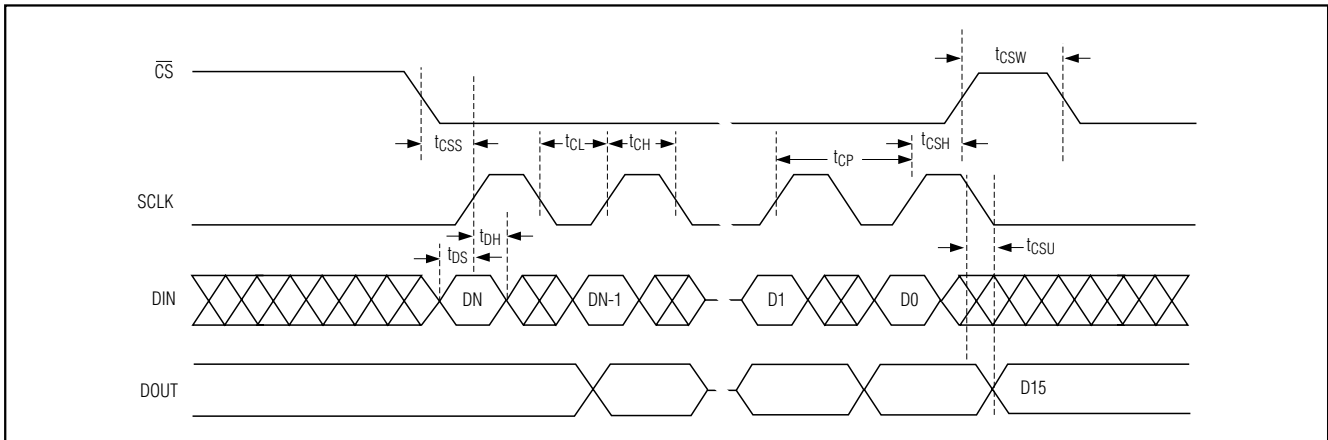 CS tCSW
tCSS tCL tCH tCP tCSH
SCLK
tDS tDH tCSU
DIN DN DN-1 D1 D0
DOUT D15